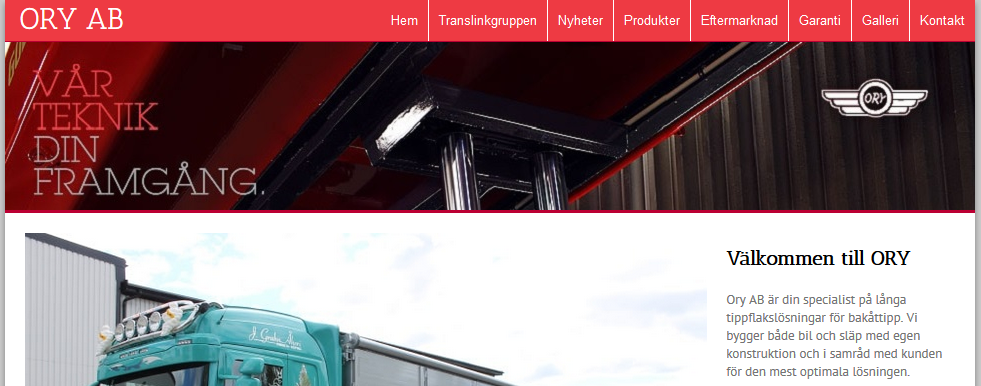 ORY AB
Hem Translinkgruppen Nyheter Produkter Eftermarknad Garanti Galleri Kontakt
VÅR
TEKNIK
DIN
FRAMGÅNG.
ORY
Välkommen till ORY
Ory AB är din specialist på långa
tippflakslösningar för bakåttipp. Vi
bygger både bil och släp med egen
konstruktion och i samråd med kunden
för den mest optimala lösningen.